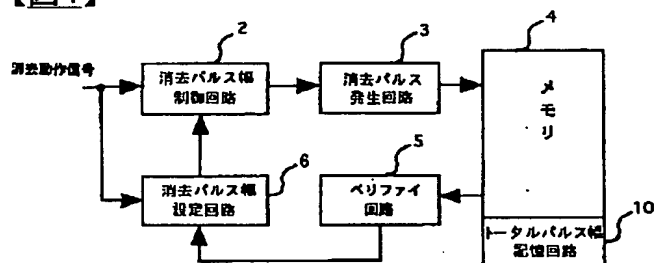 2
3
4
消去動作信号
消去パルス幅
制御回路
消去パルス
発生回路
メモリ
5
6
消去パルス幅
設定回路
ベリファイ
回路
10
トータルパルス幅
記憶回路